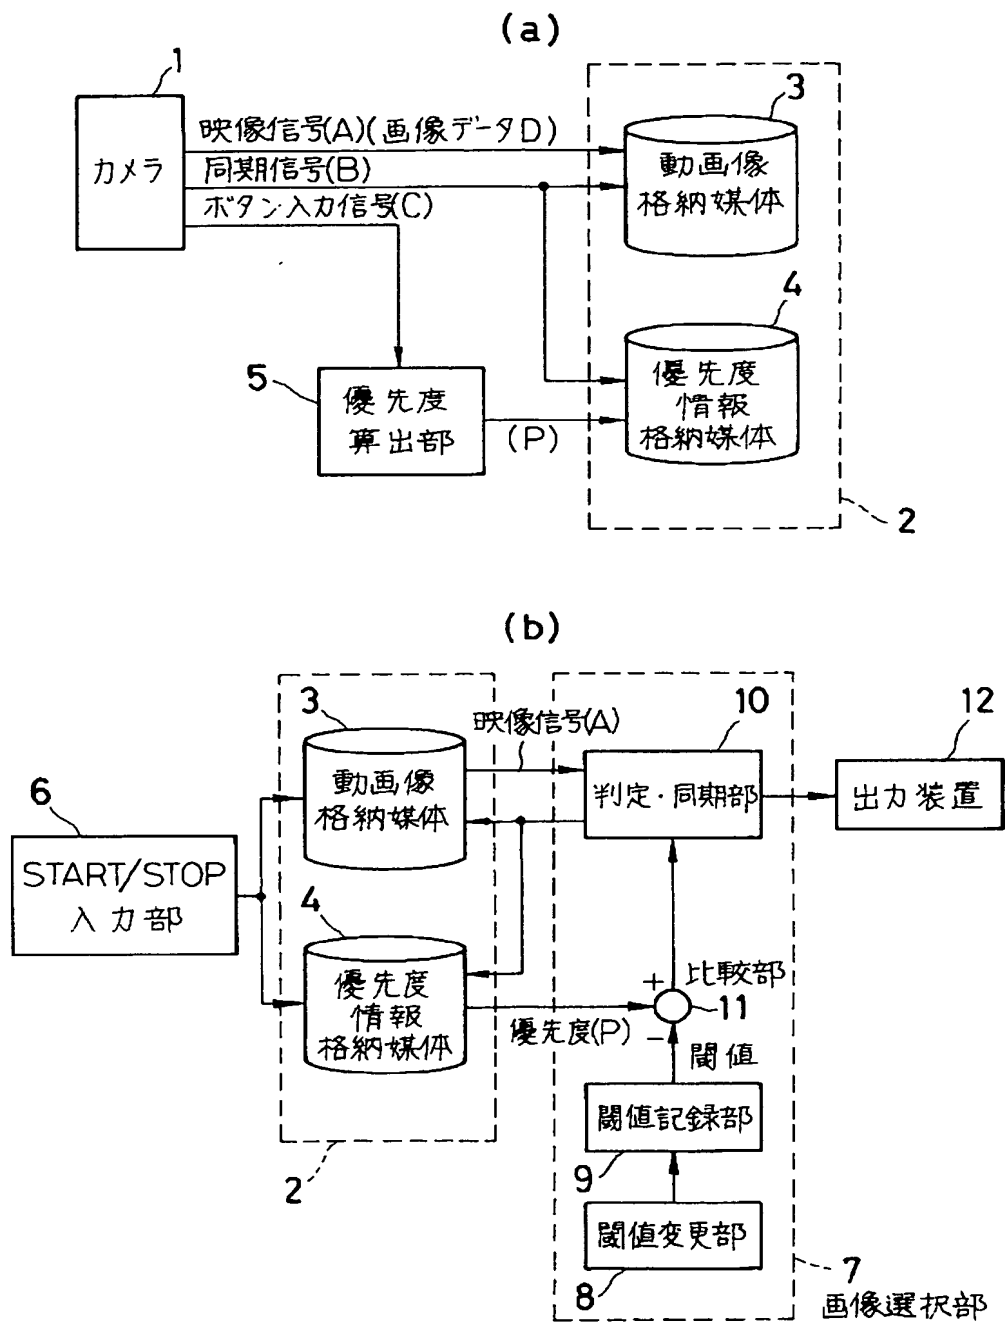 (a)
1
カメラ
映像信号(A)(画像データD)
同期信号(B)
ボタン入力信号(C)
3
動画像
格納媒体
4
優先度
情報
格納媒体
5
優先度
算出部
(P)
2
(b)
3
動画像
格納媒体
映像信号(A)
10
判定・同期部
12
出力装置
6
START/STOP
入力部
4
優先度
情報
格納媒体
優先度(P)
+
比較部
11
−
閾値
閾値記録部
9
閾値変更部
8
2
7
画像選択部